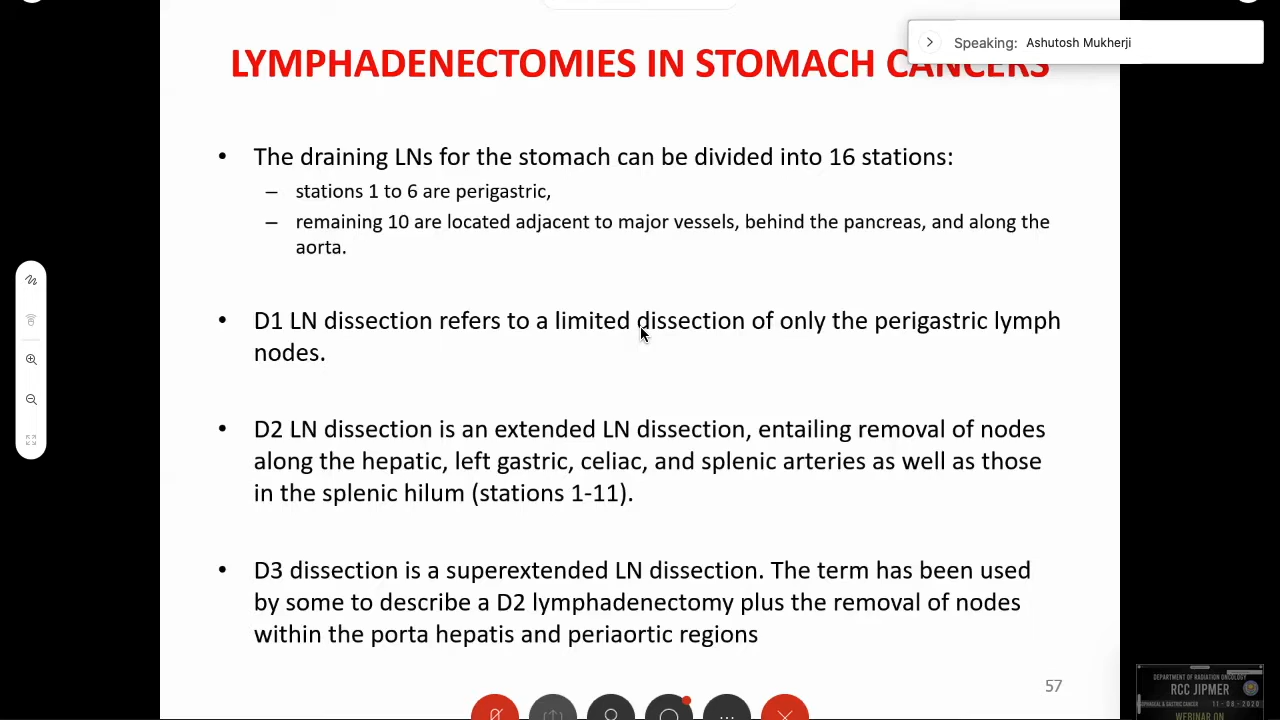 Speaking: Ashutosh Mukherji
LYMPHADENECTOMIES IN STOMACH CANCERS
• The draining LNs for the stomach can be divided into 16 stations:
– stations 1 to 6 are perigastric,
– remaining 10 are located adjacent to major vessels, behind the pancreas, and along the
aorta.
• D1 LN dissection refers to a limited dissection of only the perigastric lymph
nodes.
• D2 LN dissection is an extended LN dissection, entailing removal of nodes
along the hepatic, left gastric, celiac, and splenic arteries as well as those
in the splenic hilum (stations 1-11).
• D3 dissection is a superextended LN dissection. The term has been used
by some to describe a D2 lymphadenectomy plus the removal of nodes
within the porta hepatis and periaortic regions
57
DEPARTMENT OF RADIATION ONCOLOGY
RCC JIPMER
GASTRIC CANCER 11-08-2020
WEBINAR ON